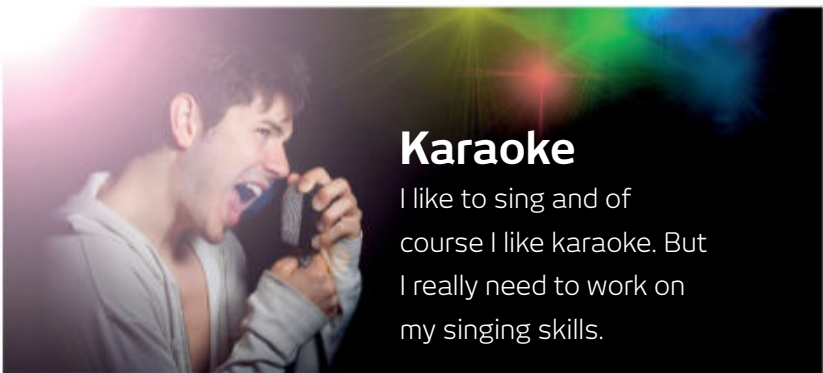 Karaoke
I like to sing and of
course I like karaoke. But
I really need to work on
my singing skills.